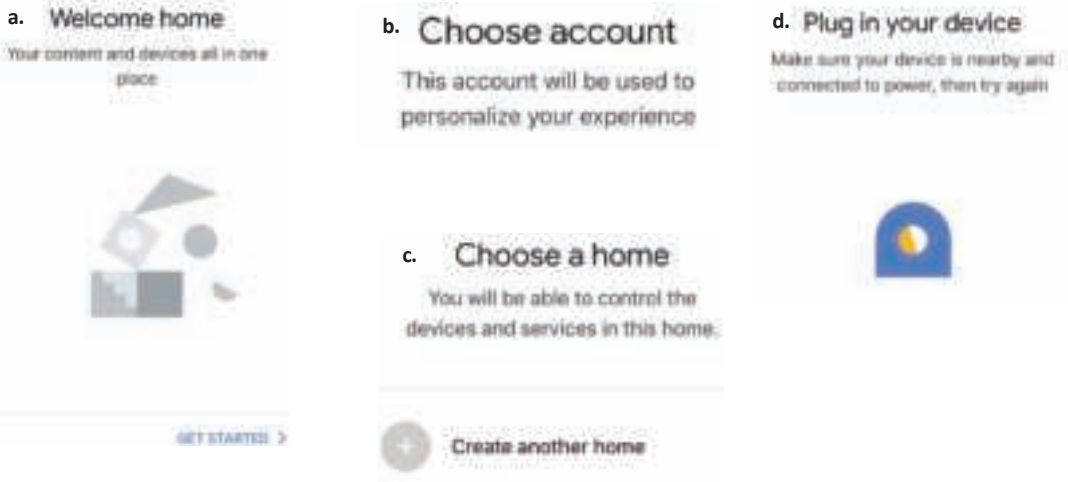 a. Welcome home
Your content and devices all in one
place
GET STARTED >
b. Choose account
This account will be used to
personalize your experience
c. Choose a home
You will be able to control the
devices and services in this home.
+ Create another home
d. Plug in your device
Make sure your device is nearby and
connected to power, then try again